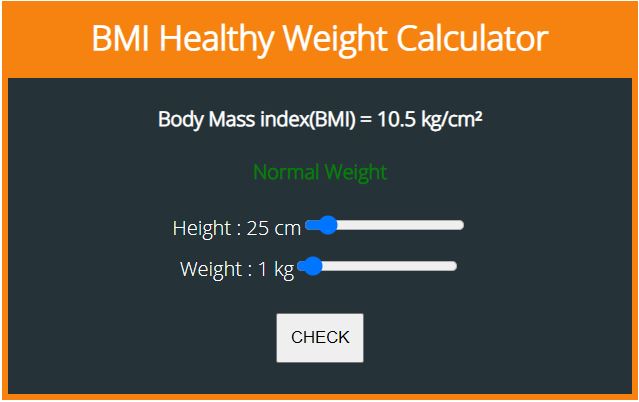 BMI Healthy Weight Calculator
Body Mass index(BMI) = 10.5 kg/cm²
Normal Weight
Height : 25 cm
Weight : 1 kg
CHECK